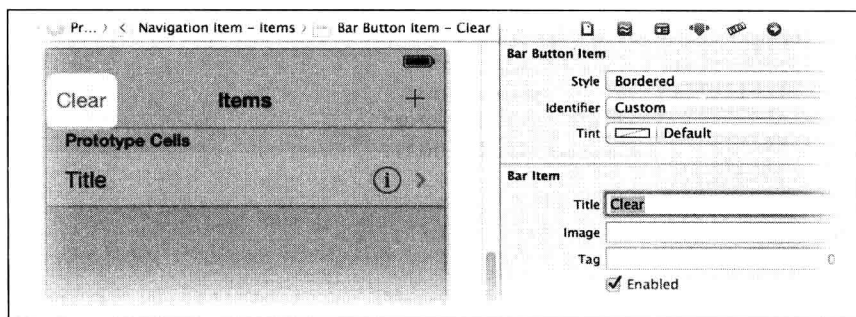 Pr... › < Navigation Item – Items › Bar Button Item – Clear
Clear
Items
+
Prototype Cells
Title
i
Bar Button Item
Style Bordered
Identifier Custom
Tint Default
Bar Item
Title Clear
Image
Tag 0
Enabled